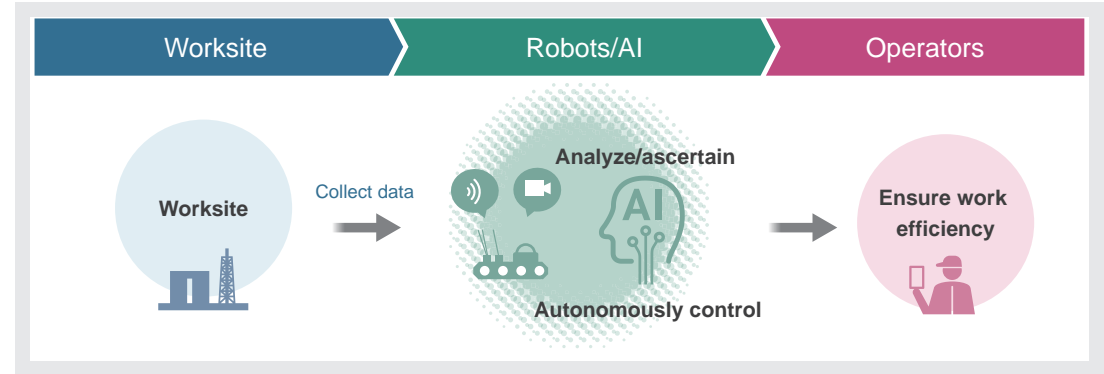 Worksite
Robots/AI
Operators
Worksite
Collect data
Analyze/ascertain
AI
Autonomously control
Ensure work
efficiency